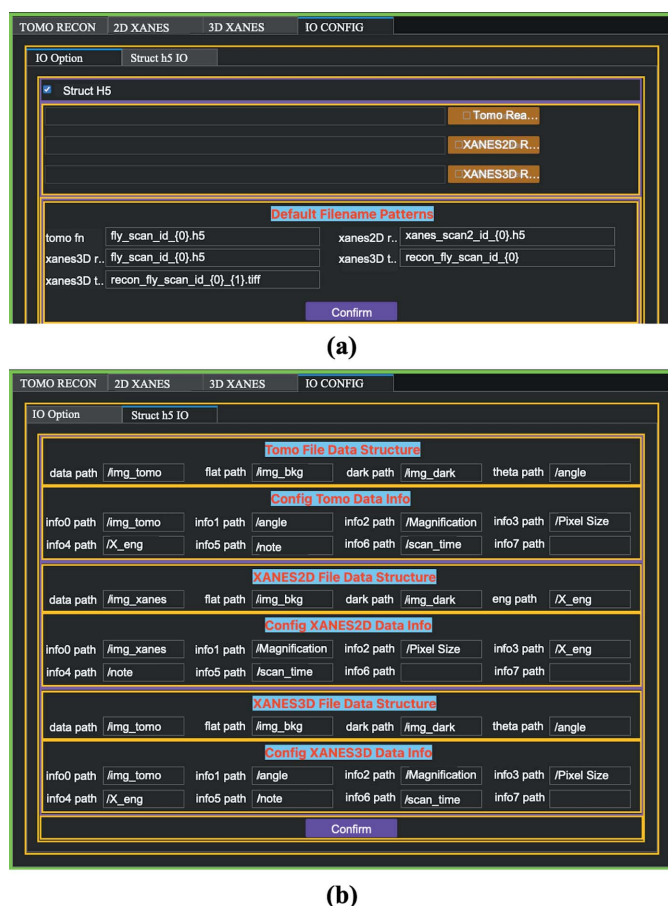 TOMO RECON 2D XANES 3D XANES IO CONFIG
IO Option Struct h5 IO
Struct H5
Tomo Rea...
XANES2D R...
XANES3D R...
Default Filename Patterns
tomo fn fly_scan_id_{0}.h5 xanes2D r.. xanes_scan2_id_{0}.h5
xanes3D r.. fly_scan_id_{0}.h5 xanes3D t.. recon_fly_scan_id_{0}
xanes3D t.. recon_fly_scan_id_{0}_{1}.tiff
Confirm
(a)
TOMO RECON 2D XANES 3D XANES IO CONFIG
IO Option Struct h5 IO
Tomo File Data Structure
data path /img_tomo flat path /img_bkg dark path /img_dark theta path /angle
Config Tomo Data Info
info0 path /img_tomo info1 path /angle info2 path /Magnification info3 path /Pixel Size
info4 path /X_eng info5 path /note info6 path /scan_time info7 path
XANES2D File Data Structure
data path /img_xanes flat path /img_bkg dark path /img_dark eng path /X_eng
Config XANES2D Data Info
info0 path /img_xanes info1 path /Magnification info2 path /Pixel Size info3 path /X_eng
info4 path /note info5 path /scan_time info6 path info7 path
XANES3D File Data Structure
data path /img_tomo flat path /img_bkg dark path /img_dark theta path /angle
Config XANES3D Data Info
info0 path /img_tomo info1 path /angle info2 path /Magnification info3 path /Pixel Size
info4 path /X_eng info5 path /note info6 path /scan_time info7 path
Confirm
(b)